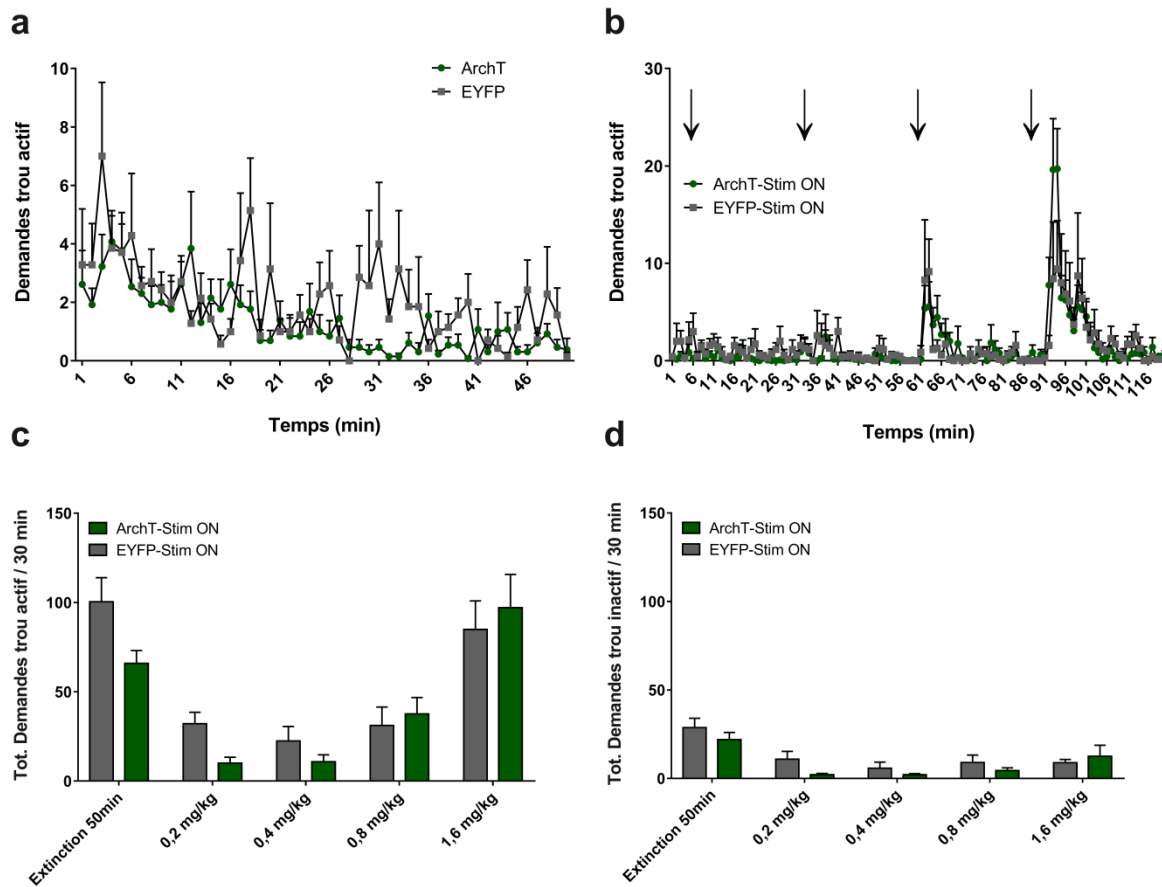 a
10
8
6
4
2
0
Demandes trou actif
ArchT
EYFP
1
6
11
16
21
26
31
36
41
46
Temps (min)
b
30
20
10
0
Demandes trou actif
ArchT-Stim ON
EYFP-Stim ON
1
6
11
16
21
26
31
36
41
46
51
56
61
66
71
76
81
86
91
96
101
106
111
116
Temps (min)
c
150
100
50
0
Tot. Demandes trou actif / 30 min
ArchT-Stim ON
EYFP-Stim ON
Extinction 50min
0,2 mg/kg
0,4 mg/kg
0,8 mg/kg
1,6 mg/kg
d
150
100
50
0
Tot. Demandes trou inactif / 30 min
ArchT-Stim ON
EYFP-Stim ON
Extinction 50min
0,2 mg/kg
0,4 mg/kg
0,8 mg/kg
1,6 mg/kg